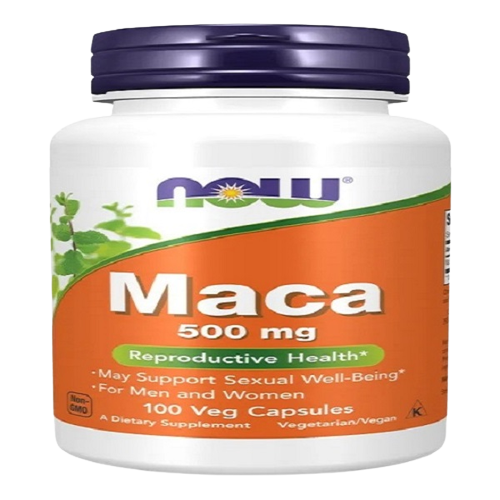 NOW®
Maca
500 mg
Reproductive Health*
• May Support Sexual Well-Being*
• For Men and Women
Non-
GMO
100 Veg Capsules
A Dietary Supplement
Vegetarian/Vegan
K